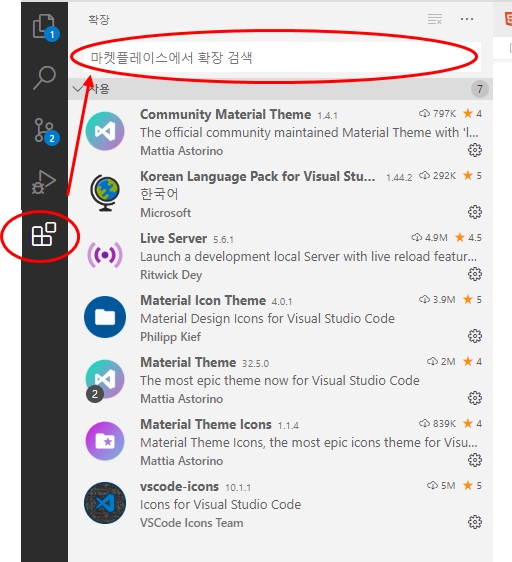 확장
1
마켓플레이스에서 확장 검색
사용
7
Community Material Theme 1.4.1 797K 4
The official community maintained Material Theme with 'l...
Mattia Astorino
2
Korean Language Pack for Visual Stu... 1.44.2 292K 5
한국어
Microsoft
Live Server 5.6.1 4.9M 4.5
Launch a development local Server with live reload featur...
Ritwick Dey
Material Icon Theme 4.0.1 3.9M 5
Material Design Icons for Visual Studio Code
Philipp Kief
Material Theme 32.5.0 2M 4
The most epic theme now for Visual Studio Code
2
Mattia Astorino
Material Theme Icons 1.1.4 839K 4
Material Theme Icons, the most epic icons theme for Visu...
Mattia Astorino
vscode-icons 10.1.1 5M 5
Icons for Visual Studio Code
VSCode Icons Team